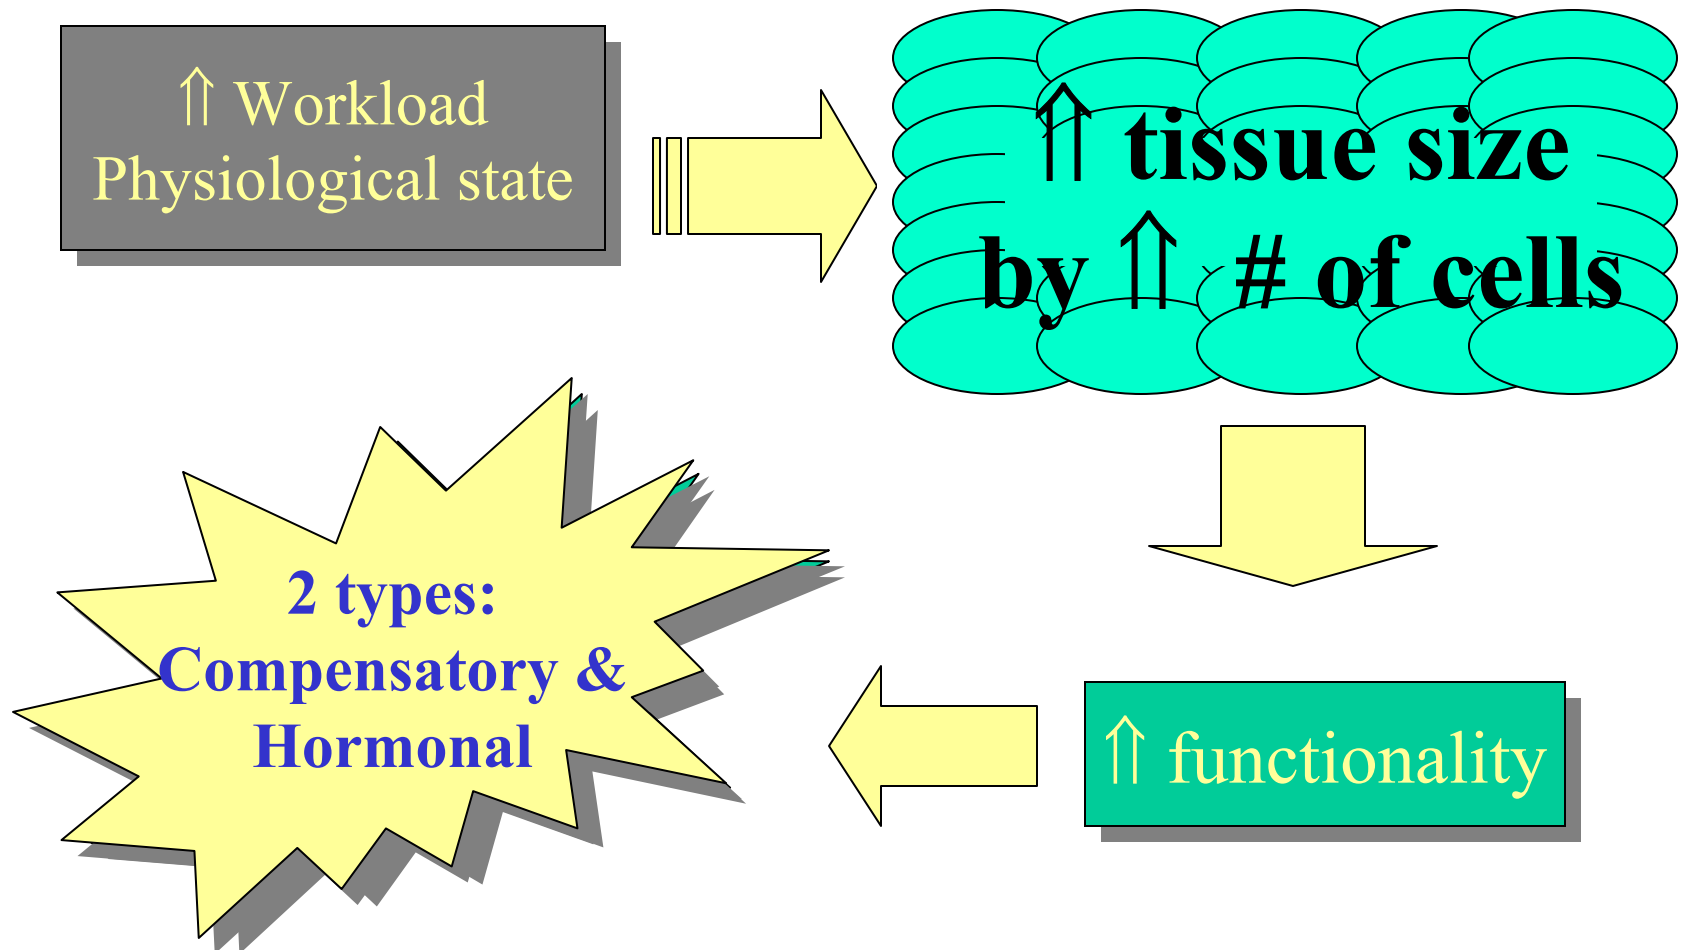 ⇑ Workload
Physiological state
⇑ tissue size
by ⇑ # of cells
⇑ functionality
2 types:
Compensatory &
Hormonal